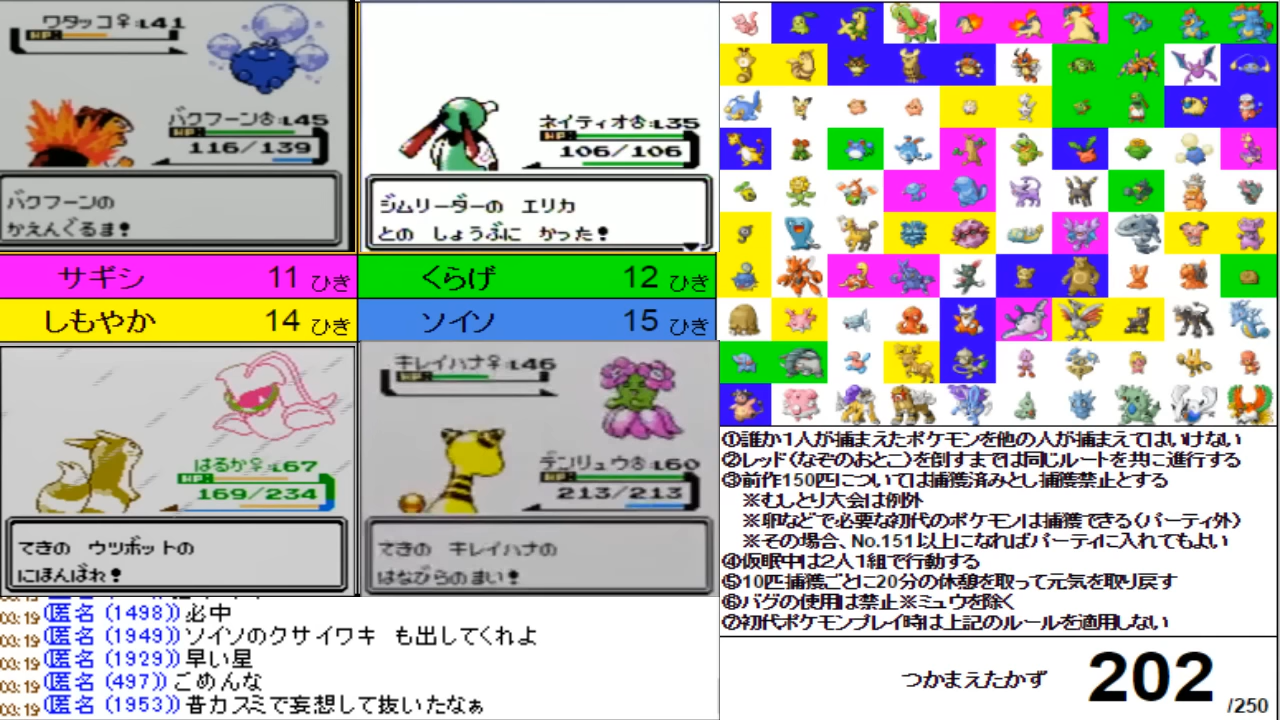 ワタッコ♀:L41
HP
バクフーン♂:L45
HP
116/139
バクフーンの
かえんぐるま!
ネイティオ♂:L35
HP
106/106
ジムリーダーの エリカ
との しょうぶに かった!
サギシ 11 ひき
くらげ 12 ひき
しもやか 14 ひき
ソイソ 15 ひき
はるか♀:L67
HP
169/234
てきの ウツボットの
にほんばれ!
キレイハナ♀:L46
HP
デンリュウ♂:L60
HP
213/213
てきの キレイハナの
はなびらのまい!
03:19 (匿名 (1498)) 必中
03:19 (匿名 (1949)) ソイソのクサイワキ も出してくれよ
03:19 (匿名 (1929)) 早い星
03:19 (匿名 (497)) ごめんな
03:19 (匿名 (1953)) 昔カスミで妄想して抜いたなぁ
①誰か1人が捕まえたポケモンを他の人が捕まえてはいけない
②レッド(なぞのおとこ)を倒すまでは同じルートを共に進行する
③前作150匹については捕獲済みとし捕獲禁止とする
※むしとり大会は例外
※卵などで必要な初代のポケモンは捕獲できる(パーティ外)
※その場合、No.151以上になればパーティに入れてもよい
④仮眠中は2人1組で行動する
⑤10匹捕獲ごとに20分の休憩を取って元気を取り戻す
⑥バグの使用は禁止※ミュウを除く
⑦初代ポケモンプレイ時は上記のルールを適用しない
つかまえたかず 202 /250